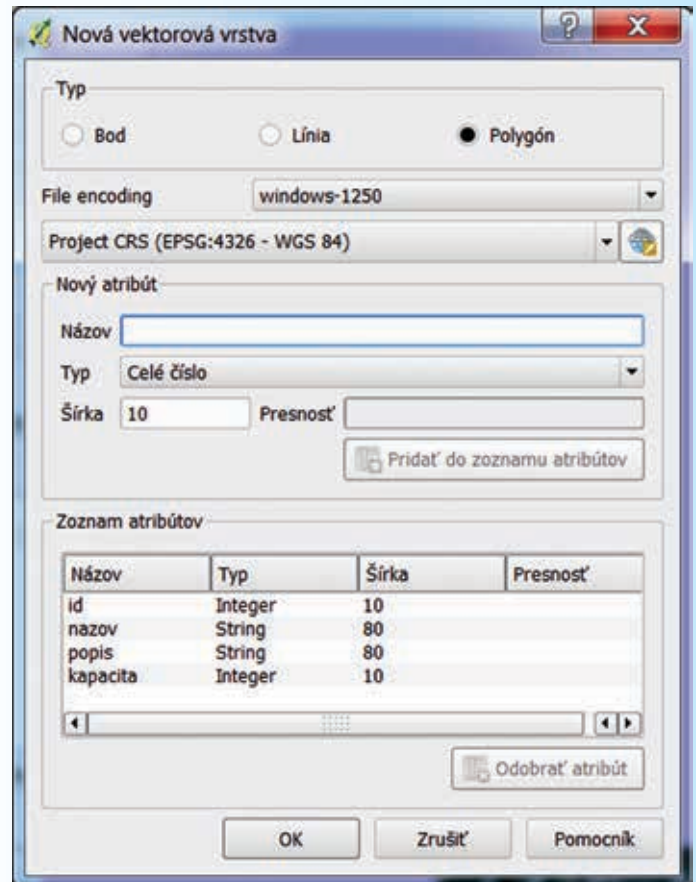 Nová vektorová vrstva
Typ
Bod Línia Polygón
File encoding windows-1250
Project CRS (EPSG:4326 - WGS 84)
Nový atribút
Názov
Typ Celé číslo
Šírka 10 Presnosť
Pridať do zoznamu atribútov
Zoznam atribútov
Názov Typ Šírka Presnosť
id Integer 10
nazov String 80
popis String 80
kapacita Integer 10
Odobrať atribút
OK Zrušiť Pomocník